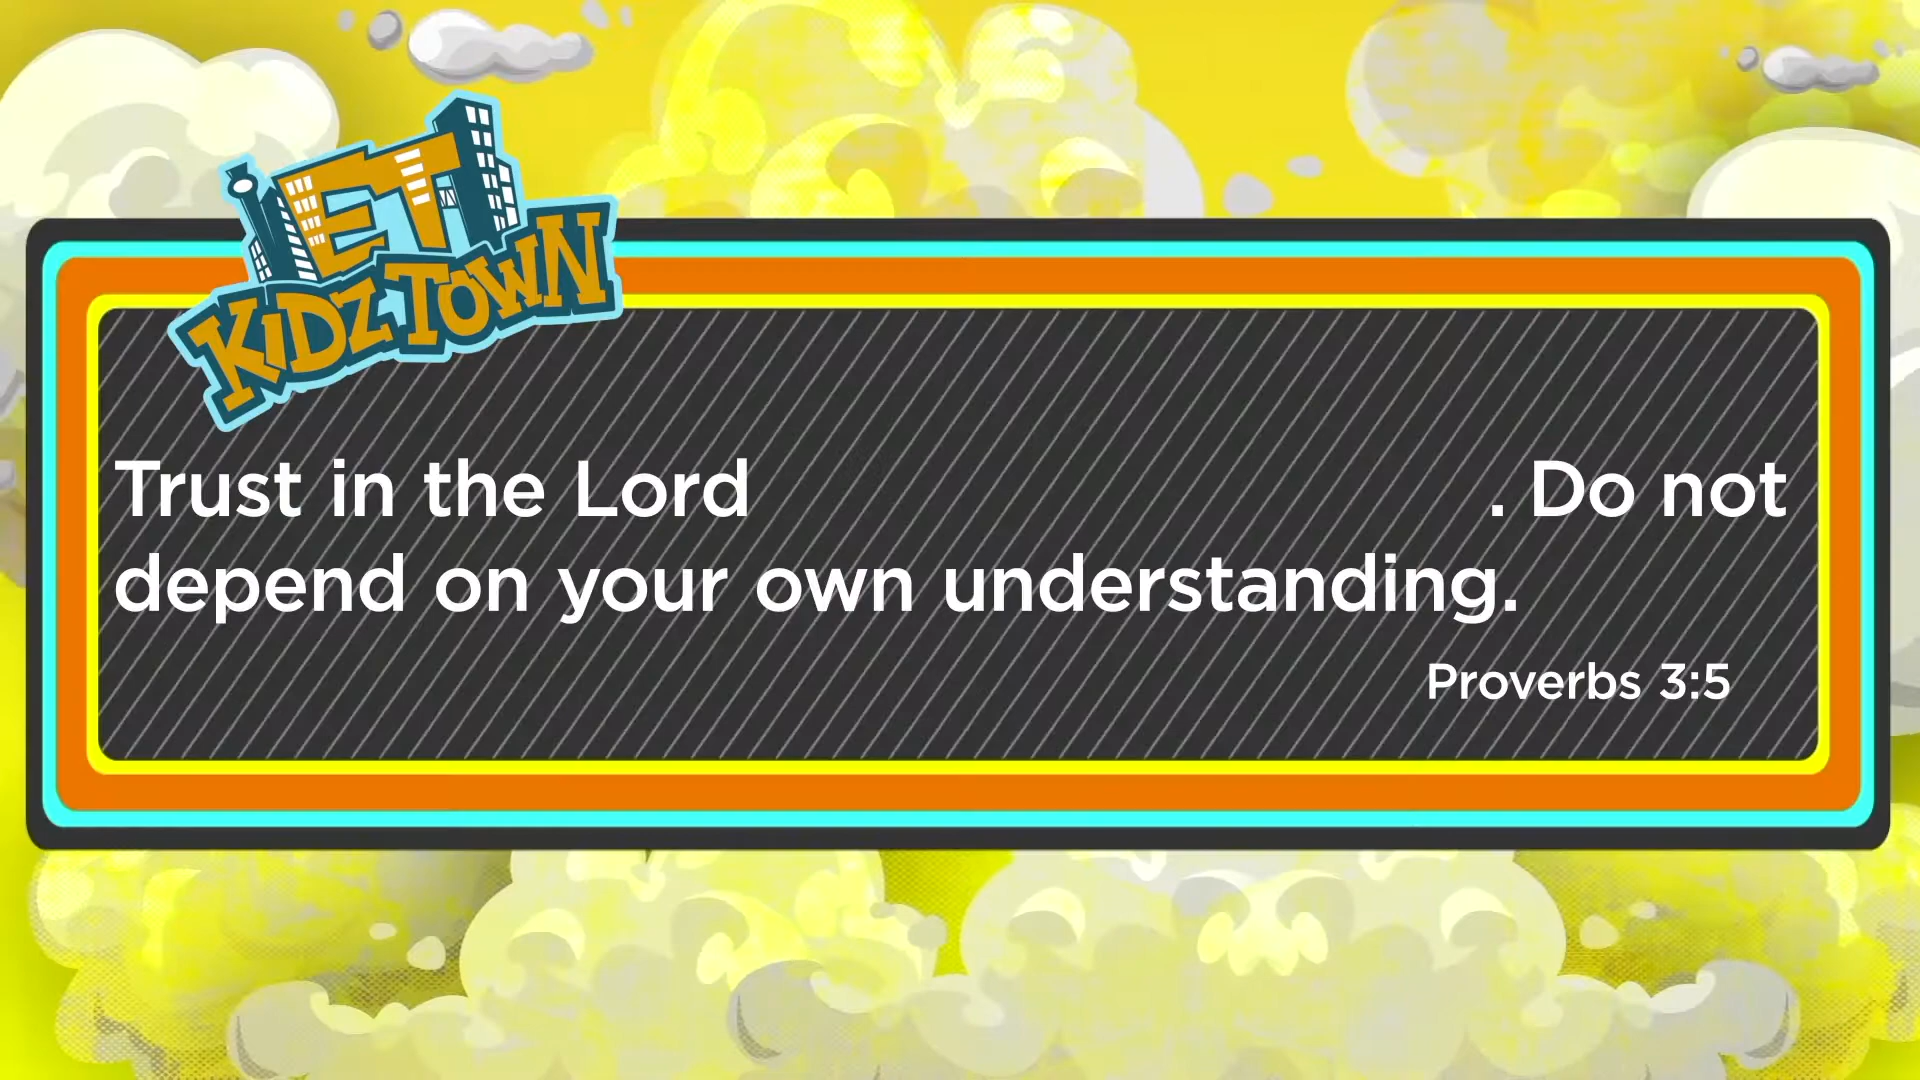 ET
KIDZ TOWN
Trust in the Lord . Do not
depend on your own understanding.
Proverbs 3:5